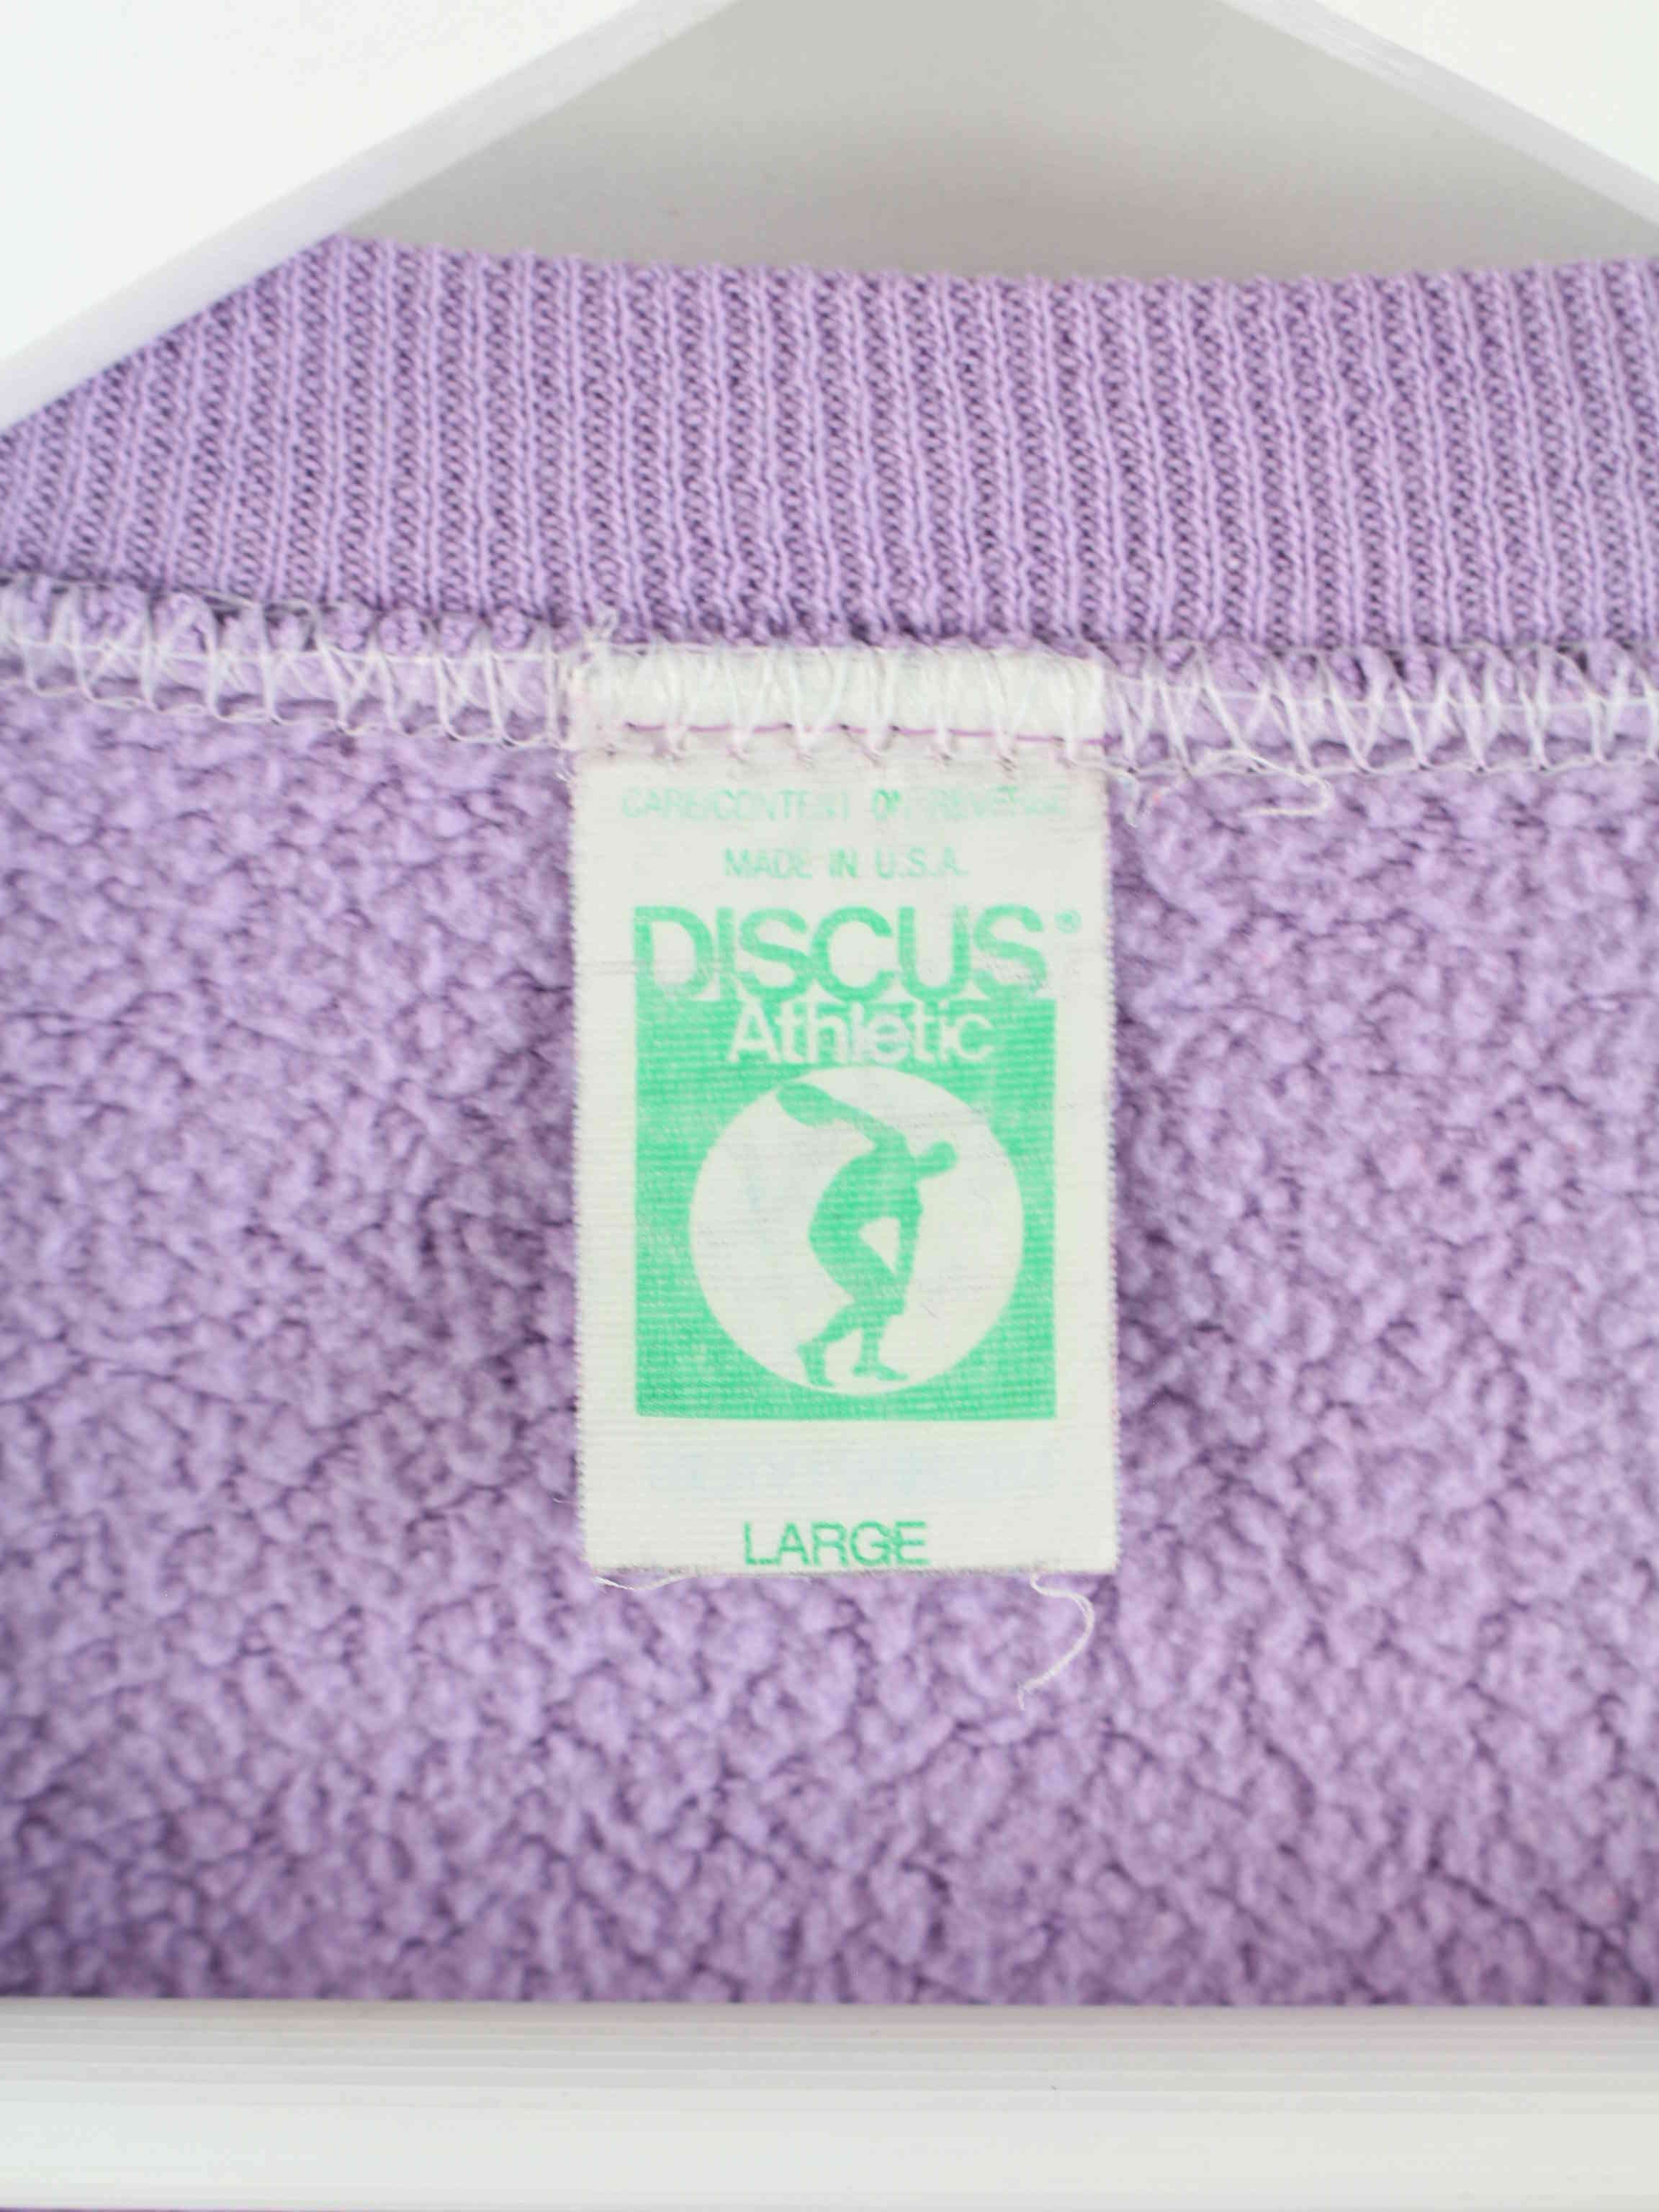 CARE/CONTENT ON REVERSE
MADE IN U.S.A.
DISCUS®
Athletic
LARGE